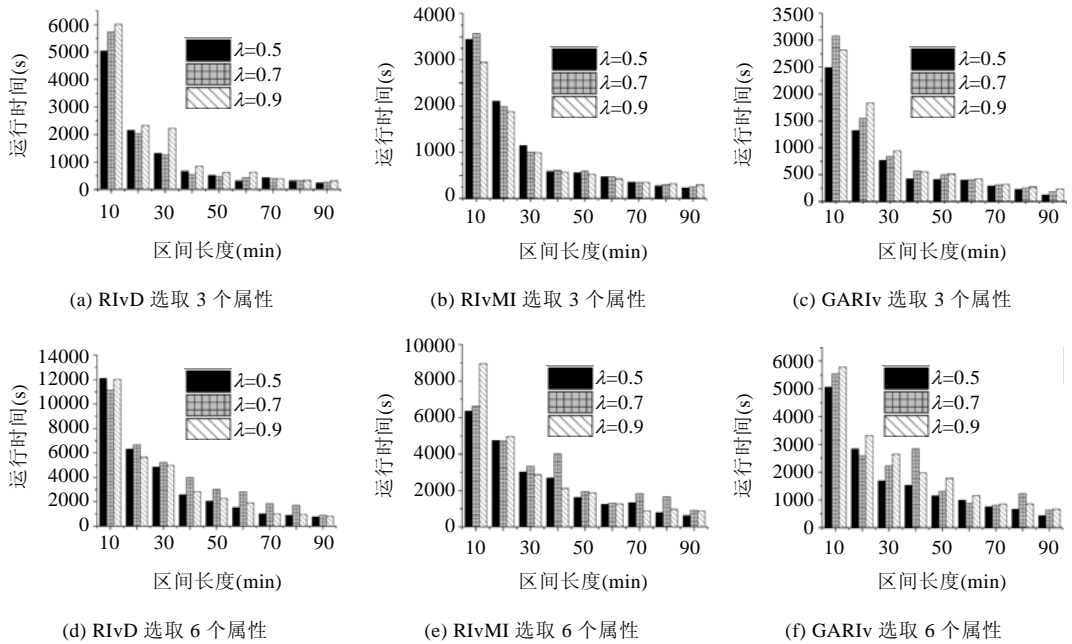 运行时间(s)
6000
5000
4000
3000
2000
1000
0
10 30 50 70 90
区间长度(min)
λ=0.5
λ=0.7
λ=0.9
(a) RIvD 选取 3 个属性
运行时间(s)
4000
3000
2000
1000
0
10 30 50 70 90
区间长度(min)
λ=0.5
λ=0.7
λ=0.9
(b) RIvMI 选取 3 个属性
运行时间(s)
3500
3000
2500
2000
1500
1000
500
0
10 30 50 70 90
区间长度(min)
λ=0.5
λ=0.7
λ=0.9
(c) GARIv 选取 3 个属性
运行时间(s)
14000
12000
10000
8000
6000
4000
2000
0
10 30 50 70 90
区间长度(min)
λ=0.5
λ=0.7
λ=0.9
(d) RIvD 选取 6 个属性
运行时间(s)
10000
8000
6000
4000
2000
0
10 30 50 70 90
区间长度(min)
λ=0.5
λ=0.7
λ=0.9
(e) RIvMI 选取 6 个属性
运行时间(s)
6000
5000
4000
3000
2000
1000
0
10 30 50 70 90
区间长度(min)
λ=0.5
λ=0.7
λ=0.9
(f) GARIv 选取 6 个属性